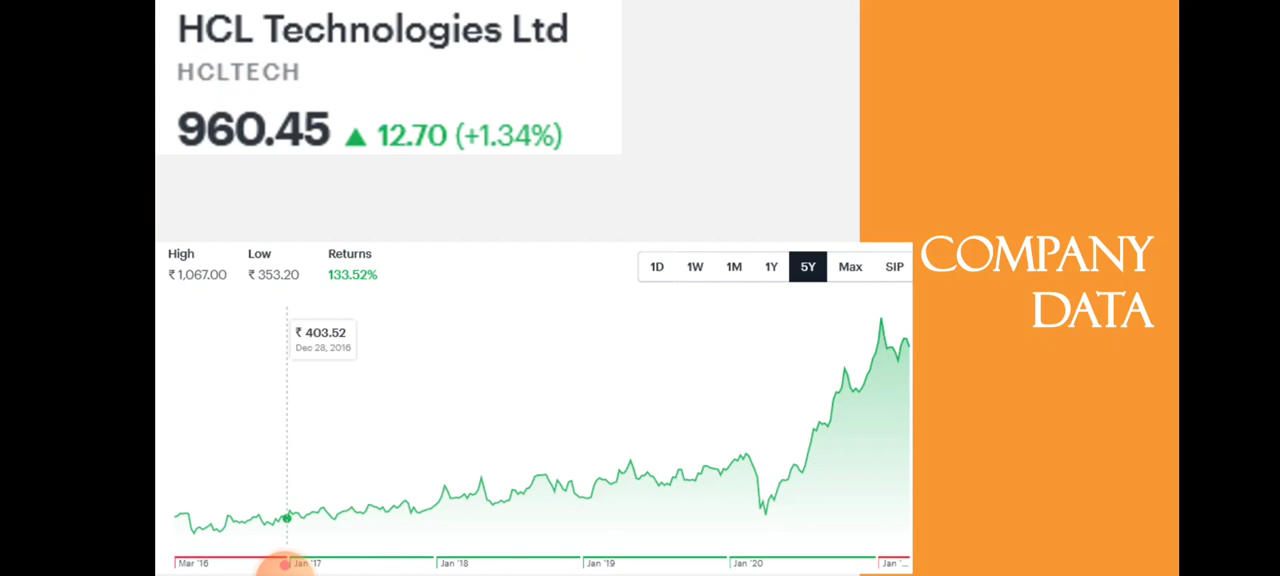 HCL Technologies Ltd
HCLTECH
960.45 ▲ 12.70 (+1.34%)
High Low Returns
₹1,067.00 ₹353.20 133.52%
1D 1W 1M 1Y 5Y Max SIP
₹ 403.52
Dec 28, 2016
COMPANY
DATA
Mar '16 Jan '17 Jan '18 Jan '19 Jan '20 Jan '...